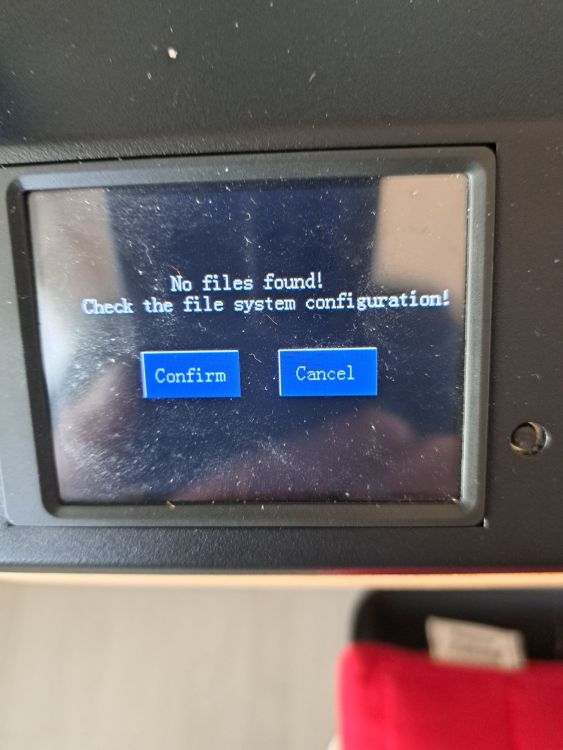 No files found!
Check the file system configuration!
Confirm
Cancel